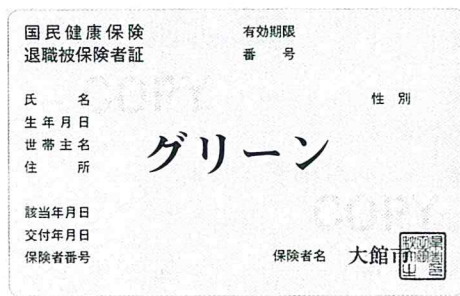 国民健康保険 有効期限
退職被保険者証 番号
COPY
氏名 性別
生年月日
世帯主名
グリーン
住所
COPY
該当年月日
交付年月日
保険者番号 保険者名 大館市